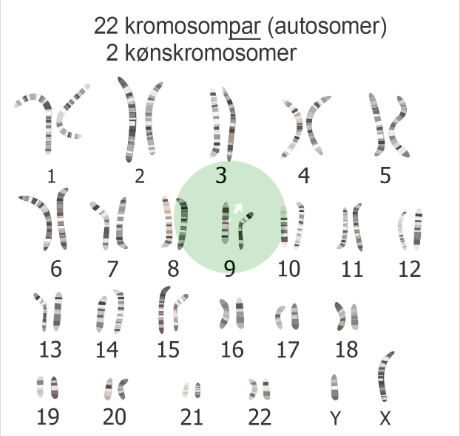 22 kromosompar (autosomer)
2 kønskromosomer
1 2 3 4 5
6 7 8 9 10 11 12
13 14 15 16 17 18
19 20 21 22 Y X